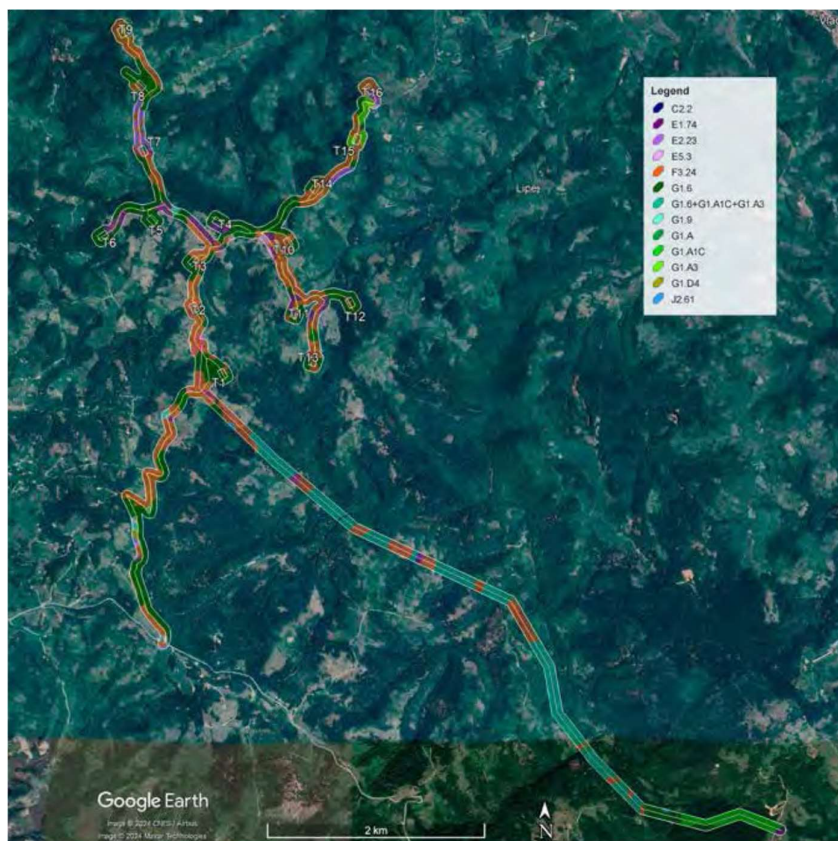 T9
T8
T16
T7
T15
T14
Lipej
T6
T5
T4
T10
T3
T2
T11
T12
T13
T1
Legend
C2.2
E1.74
E2.23
E5.3
F3.24
G1.6
G1.6+G1.A1C+G1.A3
G1.9
G1.A
G1.A1C
G1.A3
G1.D4
J2.61
Google Earth
Image © 2024 CNES / Airbus
Image © 2024 Maxar Technologies
2 km
N